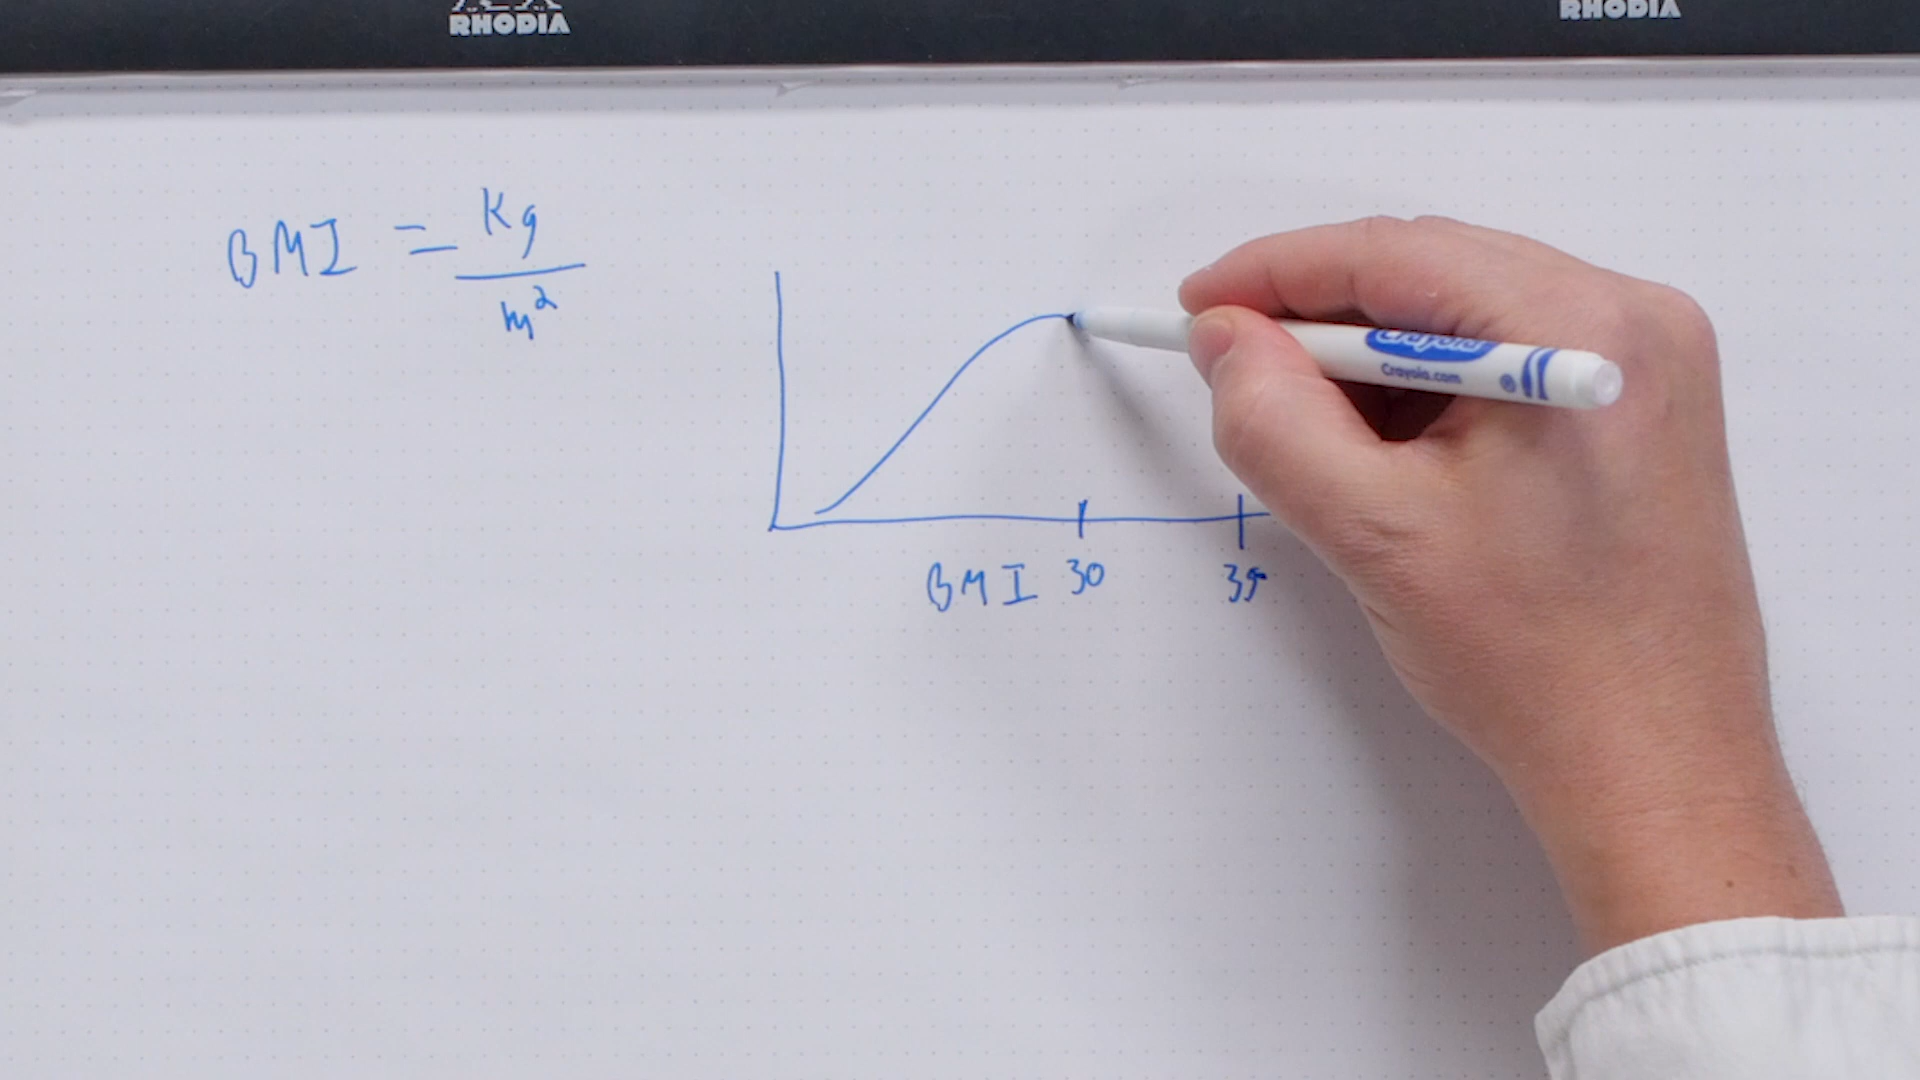 RHODIA RHODIA
BMI = Kg
m²
Crayola
Crayola.com ®
BMI 30 35